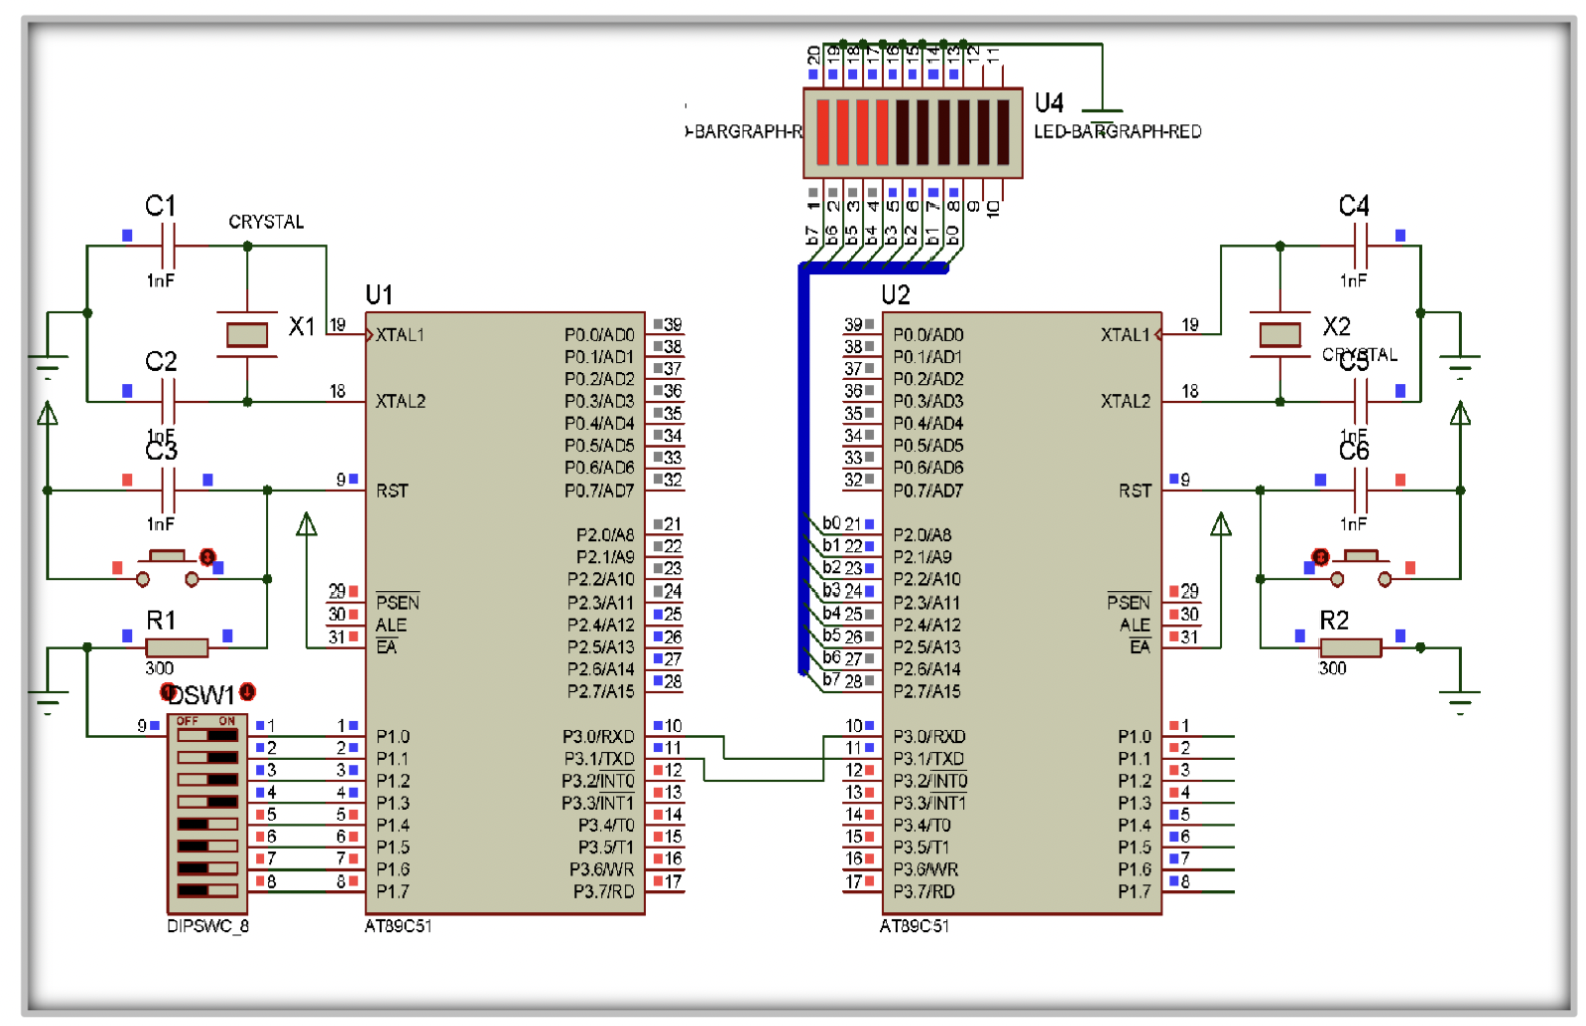 20 19 18 17 16 15 14 13 12 11
U4
-BARGRAPH-R
LED-BARGRAPH-RED
1 2 3 4 5 6 7 8 9 10
b7 b6 b5 b4 b3 b2 b1 b0
C1
1nF
CRYSTAL
X1
C2
1nF
C3
1nF
R1
300
DSW1
OFF ON
9
1
2
3
4
5
6
7
8
DIPSWC_8
U1
19 XTAL1
18 XTAL2
9 RST
29 PSEN
30 ALE
31 EA
1 P1.0
2 P1.1
3 P1.2
4 P1.3
5 P1.4
6 P1.5
7 P1.6
8 P1.7
P0.0/AD0 39
P0.1/AD1 38
P0.2/AD2 37
P0.3/AD3 36
P0.4/AD4 35
P0.5/AD5 34
P0.6/AD6 33
P0.7/AD7 32
P2.0/A8 21
P2.1/A9 22
P2.2/A10 23
P2.3/A11 24
P2.4/A12 25
P2.5/A13 26
P2.6/A14 27
P2.7/A15 28
P3.0/RXD 10
P3.1/TXD 11
P3.2/INT0 12
P3.3/INT1 13
P3.4/T0 14
P3.5/T1 15
P3.6/WR 16
P3.7/RD 17
AT89C51
U2
39 P0.0/AD0
38 P0.1/AD1
37 P0.2/AD2
36 P0.3/AD3
35 P0.4/AD4
34 P0.5/AD5
33 P0.6/AD6
32 P0.7/AD7
b0 21 P2.0/A8
b1 22 P2.1/A9
b2 23 P2.2/A10
b3 24 P2.3/A11
b4 25 P2.4/A12
b5 26 P2.5/A13
b6 27 P2.6/A14
b7 28 P2.7/A15
10 P3.0/RXD
11 P3.1/TXD
12 P3.2/INT0
13 P3.3/INT1
14 P3.4/T0
15 P3.5/T1
16 P3.6/WR
17 P3.7/RD
XTAL1 19
XTAL2 18
RST 9
PSEN 29
ALE 30
EA 31
P1.0 1
P1.1 2
P1.2 3
P1.3 4
P1.4 5
P1.5 6
P1.6 7
P1.7 8
AT89C51
C4
1nF
X2
CRYSTAL
C5
1nF
C6
1nF
R2
300